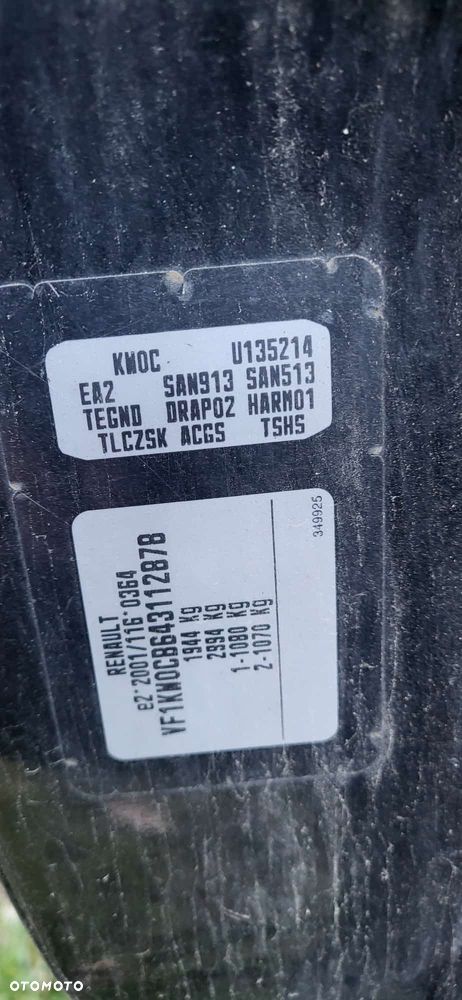 KW0C U135214
EA2 SAN913 SAN513
TEGND DRAP02 HARM01
TLCZSK ACGS TSHS
RENAULT
e2*2001/116*0364
VF1KW0CB643112878
1944 Kg
2994 Kg
1-1080 Kg
2-1070 Kg
349925
OTOMOTO